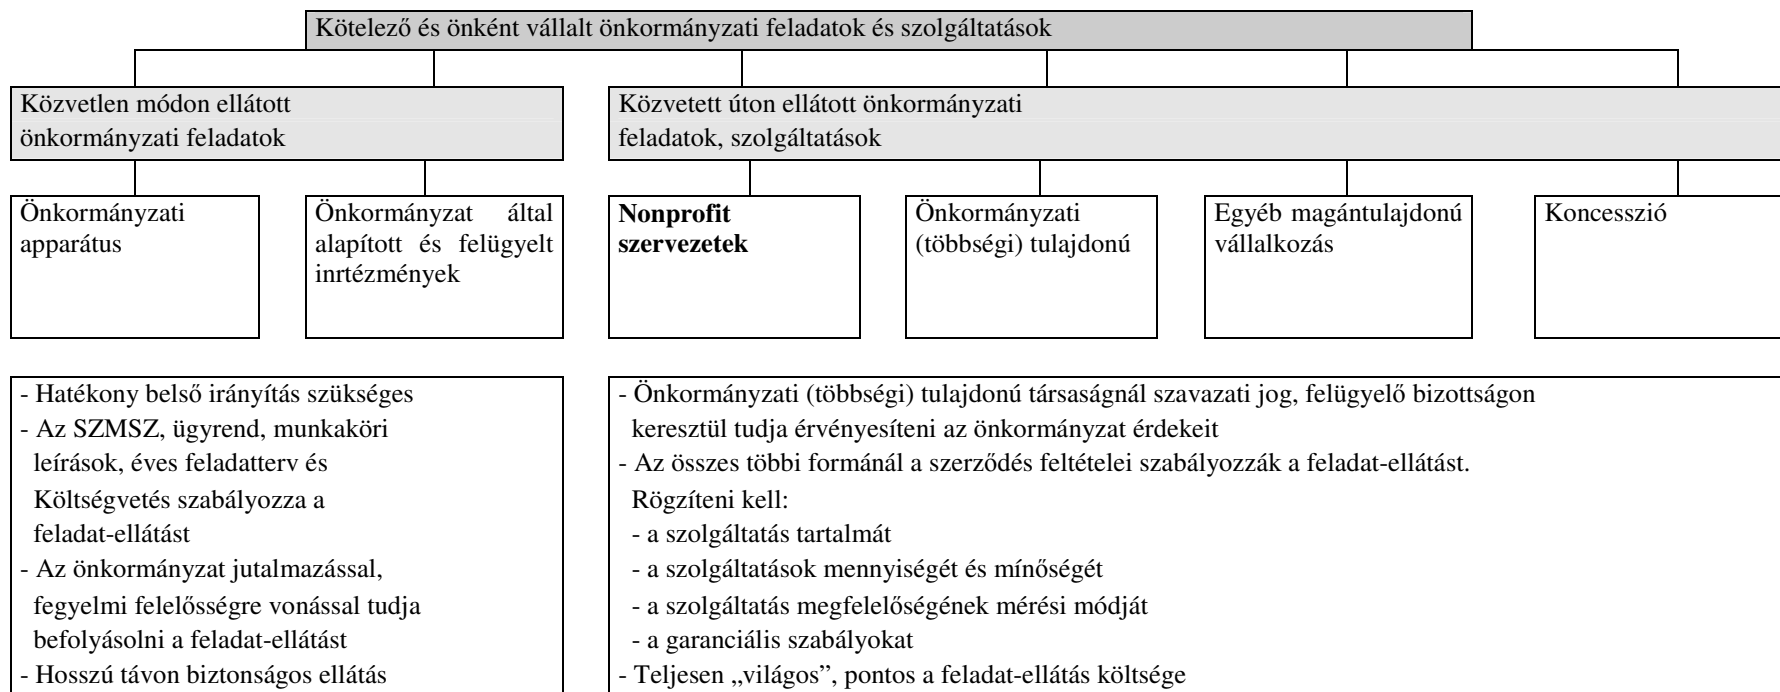 Kötelező és önként vállalt önkormányzati feladatok és szolgáltatások
Közvetlen módon ellátott
önkormányzati feladatok
Közvetett úton ellátott önkormányzati
feladatok, szolgáltatások
Önkormányzati
apparátus
Önkormányzat által
alapított és felügyelt
inrtézmények
Nonprofit
szervezetek
Önkormányzati
(többségi) tulajdonú
Egyéb magántulajdonú
vállalkozás
Koncesszió
- Hatékony belső irányítás szükséges
- Az SZMSZ, ügyrend, munkaköri
leírások, éves feladatterv és
Költségvetés szabályozza a
feladat-ellátást
- Az önkormányzat jutalmazással,
fegyelmi felelősségre vonással tudja
befolyásolni a feladat-ellátást
- Hosszú távon biztonságos ellátás
- Önkormányzati (többségi) tulajdonú társaságnál szavazati jog, felügyelő bizottságon
keresztül tudja érvényesíteni az önkormányzat érdekeit
- Az összes többi formánál a szerződés feltételei szabályozzák a feladat-ellátást.
Rögzíteni kell:
- a szolgáltatás tartalmát
- a szolgáltatások mennyiségét és mínőségét
- a szolgáltatás megfelelőségének mérési módját
- a garanciális szabályokat
- Teljesen „világos”, pontos a feladat-ellátás költsége